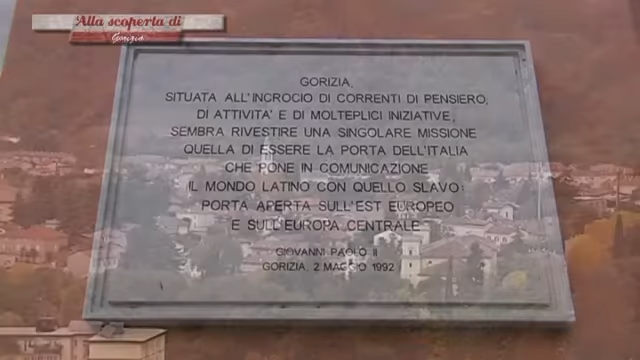 Alla scoperta di
Gorizia
GORIZIA,
SITUATA ALL'INCROCIO DI CORRENTI DI PENSIERO,
DI ATTIVITA' E DI MOLTEPLICI INIZIATIVE,
SEMBRA RIVESTIRE UNA SINGOLARE MISSIONE
QUELLA DI ESSERE LA PORTA DELL'ITALIA
CHE PONE IN COMUNICAZIONE
IL MONDO LATINO CON QUELLO SLAVO:
PORTA APERTA SULL'EST EUROPEO
E SULL'EUROPA CENTRALE
GIOVANNI PAOLO II
GORIZIA, 2 MAGGIO 1992